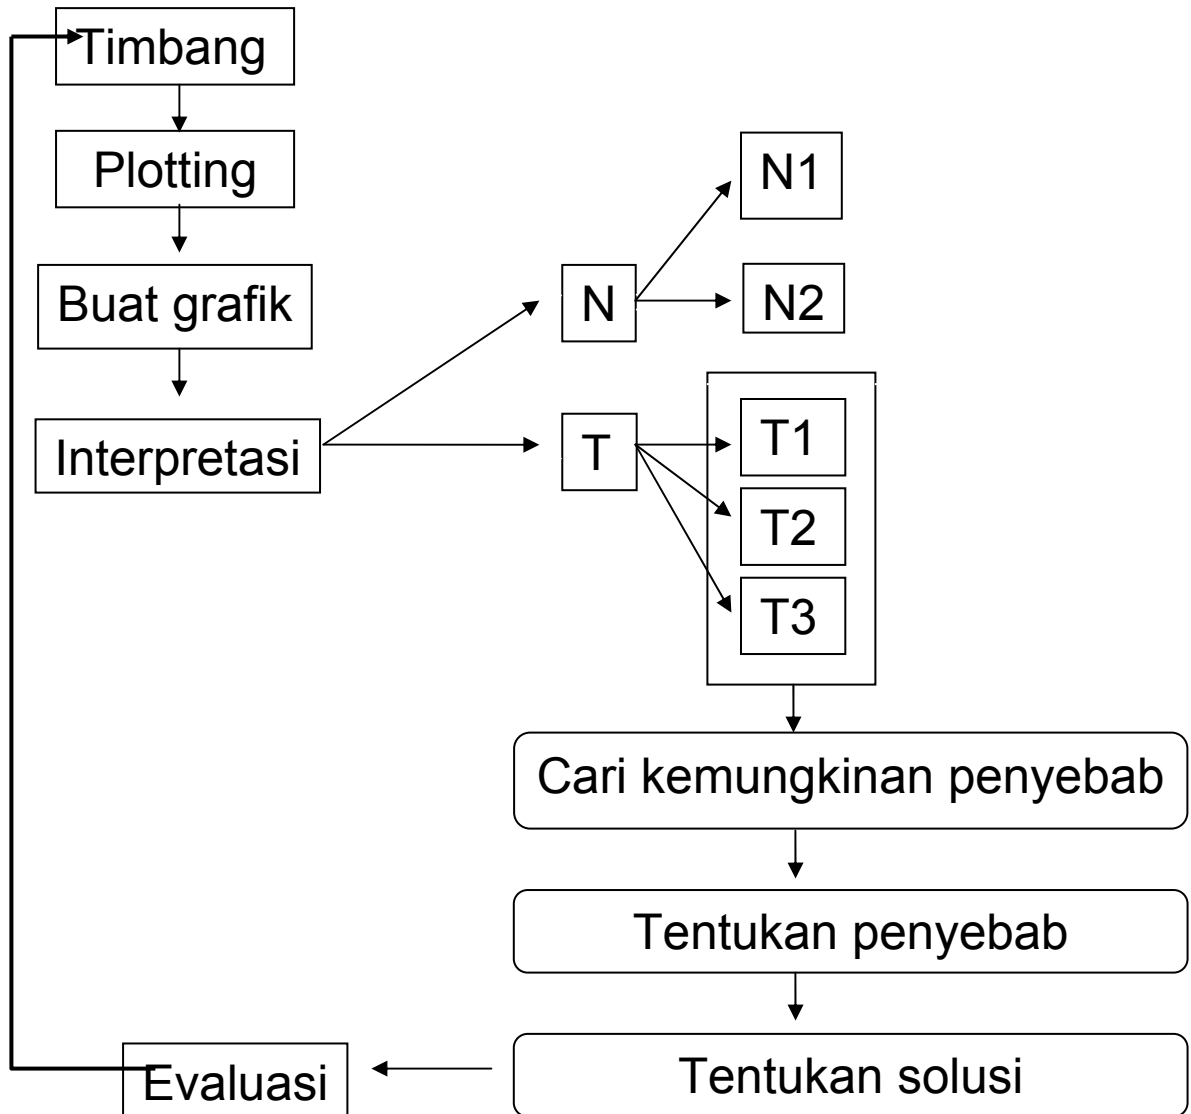 Timbang
Plotting
Buat grafik
Interpretasi
N
N1
N2
T
T1
T2
T3
Cari kemungkinan penyebab
Tentukan penyebab
Tentukan solusi
Evaluasi